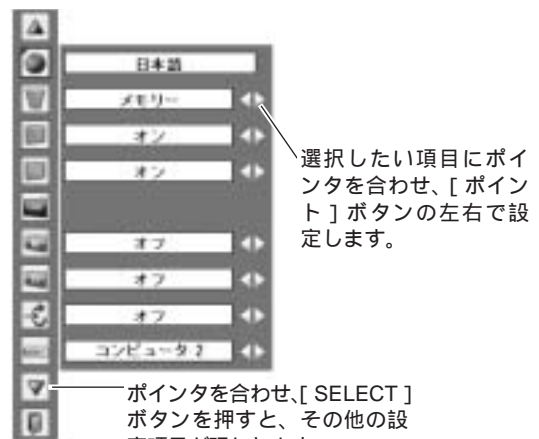 日本語
メモリー
オン
オン
オフ
オフ
オフ
コンピュータ 2
選択したい項目にポイ
ンタを合わせ、[ ポイン
ト ] ボタンの左右で設
定します。
ポインタを合わせ、[ SELECT ]
ボタンを押すと、その他の設